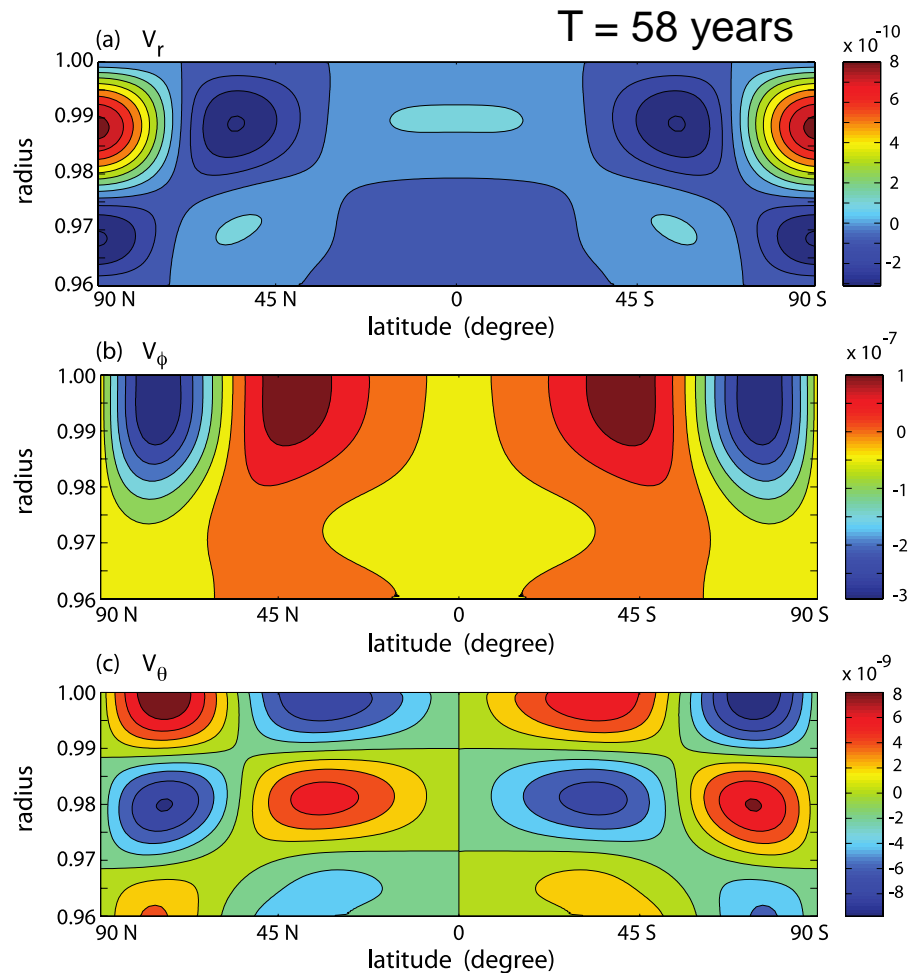 T = 58 years
(a) V_r
x 10^-10
1.00
0.99
0.98
0.97
0.96
radius
90 N 45 N 0 45 S 90 S
latitude (degree)
8
6
4
2
0
-2
(b) V_ϕ
x 10^-7
1.00
0.99
0.98
0.97
0.96
radius
90 N 45 N 0 45 S 90 S
latitude (degree)
1
0
-1
-2
-3
(c) V_θ
x 10^-9
1.00
0.99
0.98
0.97
0.96
radius
90 N 45 N 0 45 S 90 S
latitude (degree)
8
6
4
2
0
-2
-4
-6
-8